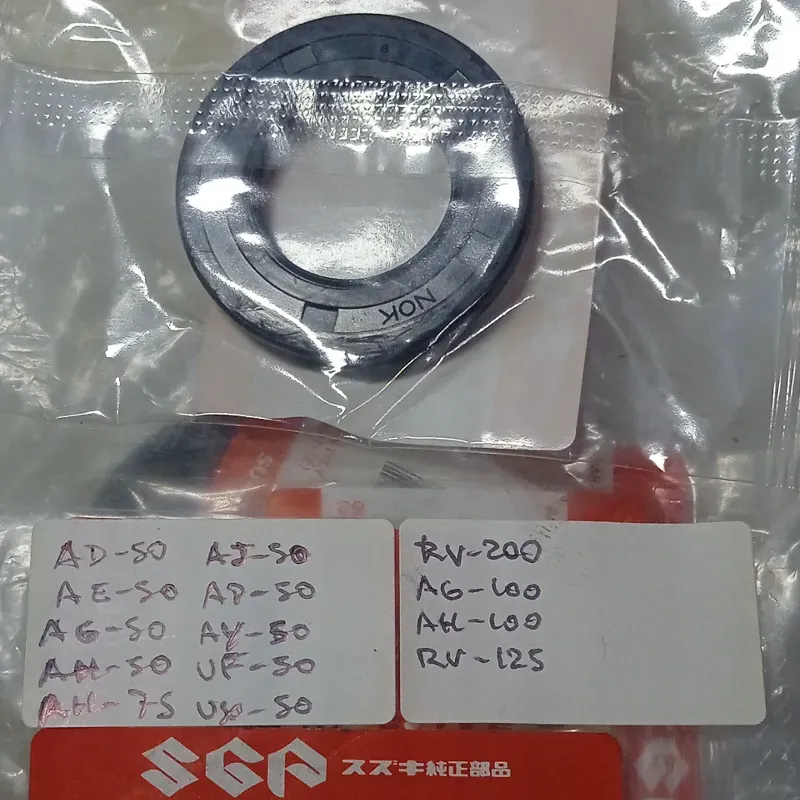 8
NOK
AD-50 AJ-50
AE-50 AP-50
AG-50 AY-50
AH-50 UF-50
AH-75
RV-200
AG-100
AH-100
RV-125
SGP スズキ純正部品